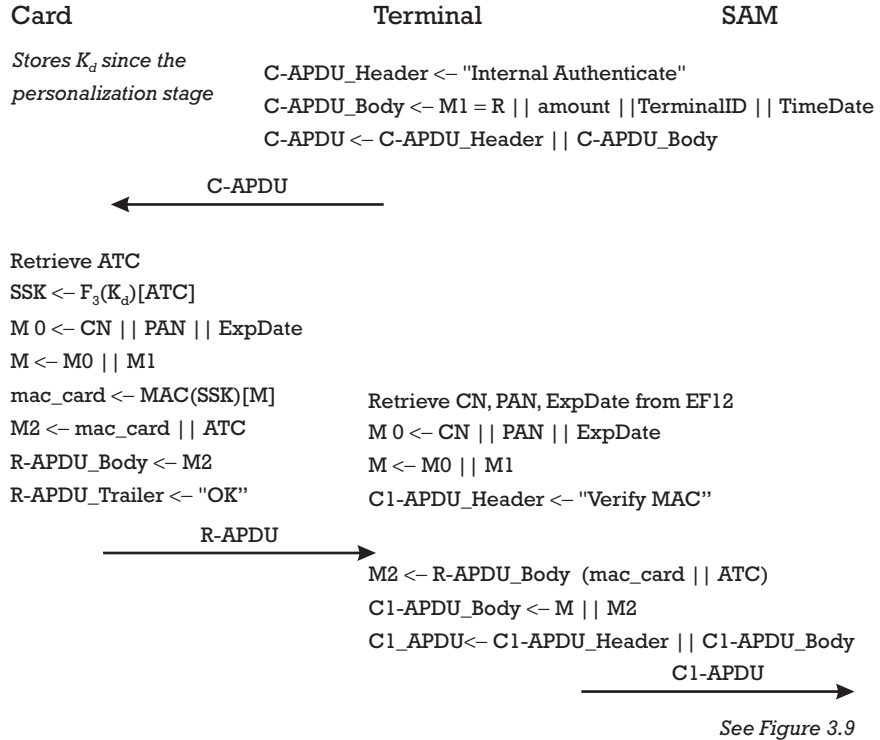 Card Terminal SAM
Stores Kd since the
personalization stage
C-APDU_Header <– "Internal Authenticate"
C-APDU_Body <– M1 = R || amount ||TerminalID || TimeDate
C-APDU <– C-APDU_Header || C-APDU_Body
C-APDU
Retrieve ATC
SSK <– F3(Kd)[ATC]
M 0 <– CN || PAN || ExpDate
M <– M0 || M1
mac_card <– MAC(SSK)[M]
M2 <– mac_card || ATC
R-APDU_Body <– M2
R-APDU_Trailer <– "OK”
Retrieve CN, PAN, ExpDate from EF12
M 0 <– CN || PAN || ExpDate
M <– M0 || M1
C1-APDU_Header <– "Verify MAC”
R-APDU
M2 <– R-APDU_Body (mac_card || ATC)
C1-APDU_Body <– M || M2
C1_APDU<– C1-APDU_Header || C1-APDU_Body
C1-APDU
See Figure 3.9